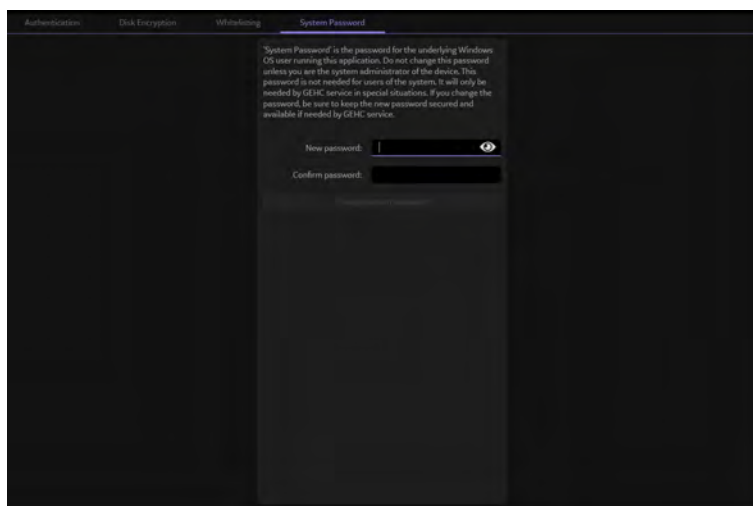 Authentication Disk Encryption Whitelisting System Password
'System Password' is the password for the underlying Windows
OS user running this application. Do not change this password
unless you are the system administrator of the device. This
password is not needed for users of the system. It will only be
needed by GEHC service in special situations. If you change the
password, be sure to keep the new password secured and
available if needed by GEHC service.
New password:
Confirm password: